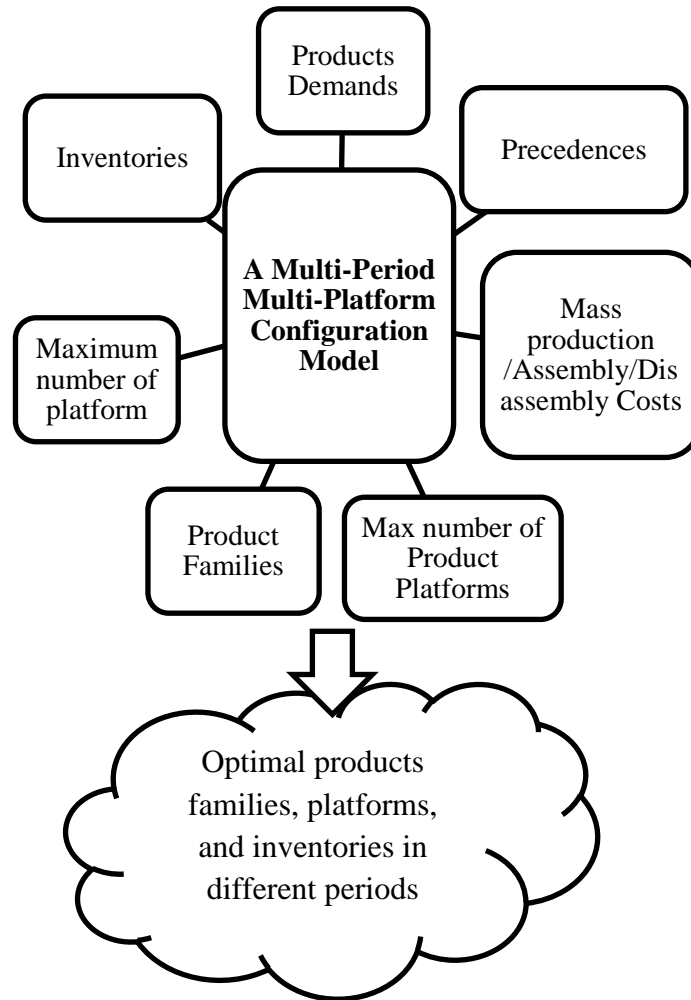 Products
Demands
Inventories
Precedences
A Multi-Period
Multi-Platform
Configuration
Model
Mass
production
/Assembly/Dis
assembly Costs
Maximum
number of
platform
Product
Families
Max number of
Product
Platforms
Optimal products
families, platforms,
and inventories in
different periods